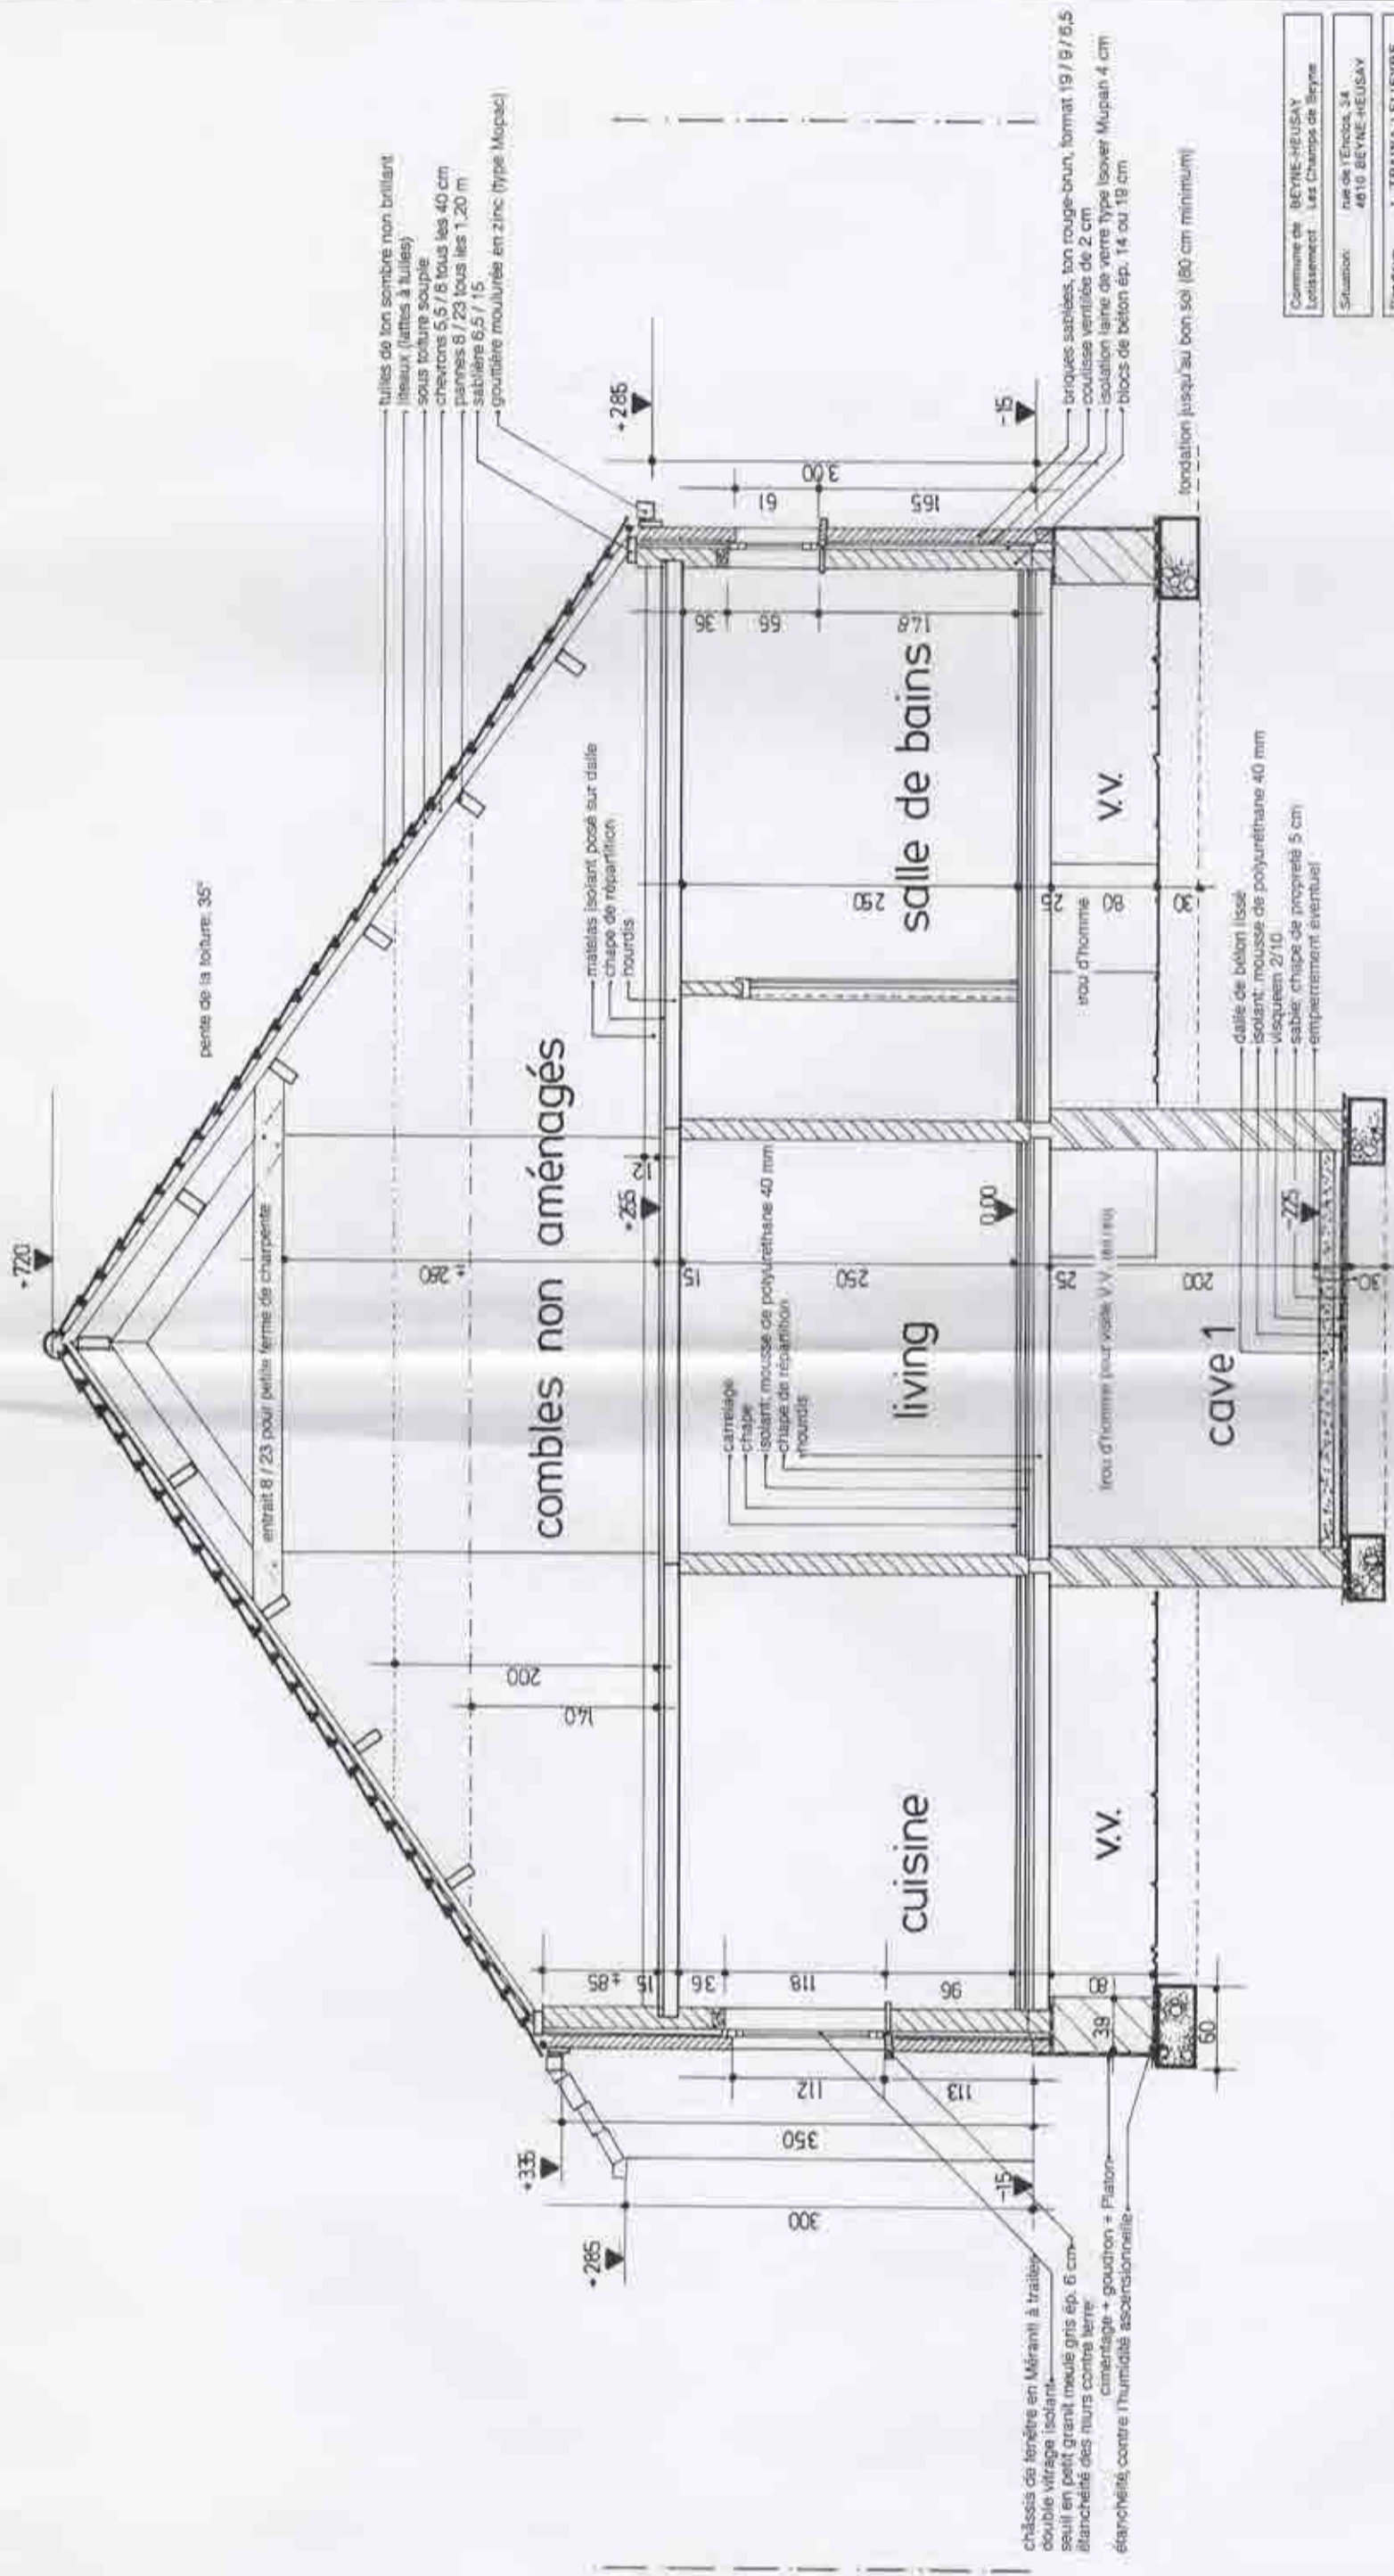 +720
pente de la toiture: 35°
tuiles de ton sombre non brillant
liteaux (lattes à tuiles)
sous toiture souple
chevrons 5,5 / 8 tous les 40 cm
pannes 8 / 23 tous les 1,20 m
sablière 6,5 / 15
gouttière moulurée en zinc (type Mopac)
entrait 8 / 23 pour petite ferme de charpente
± 280
200
140
combles non aménagés
matelas isolant posé sur dalle
chape de répartition
hourdis
12
+265
+285
+335
+285
± 85
15
36
118
96
80
112
113
350
300
-15
39
60
cuisine
V.V.
carrelage
chape
isolant: mousse de polyuréthane 40 mm
chape de répartition
hourdis
15
250
living
0.00
25
trou d'homme pour visite V.V.
200
cave 1
-225
30
salle de bains
250
25
80
30
trou d'homme
V.V.
36
66
148
61
165
3.00
-15
briques sablées, ton rouge-brun, format 19 / 9 / 6,5
coulisse ventilée de 2 cm
isolation laine de verre type Isover Mupan 4 cm
blocs de béton ép. 14 ou 19 cm
fondation jusqu'au bon sol (80 cm minimum)
dalle de béton lissé
isolant: mousse de polyuréthane 40 mm
visqueen 2/10
sable: chape de propreté 5 cm
empierrement éventuel
châssis de fenêtre en Méranti à traiter
double vitrage isolant
seuil en petit granit meulé gris ép. 6 cm
étanchéité des murs contre terre:
cimentage + goudron + Platon
étanchéité contre l'humidité ascensionnelle
Commune de BEYNE-HEUSAY
Lotissement Les Champs de Beyne
Situation: rue de l'Enclos, 34
4610 BEYNE-HEUSAY